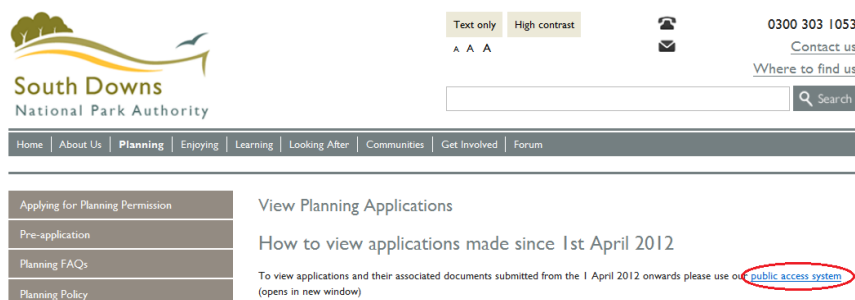 Text only High contrast
0300 303 1053
A A A
Contact us
South Downs
Where to find us
National Park Authority
Search
Home About Us Planning Enjoying Learning Looking After Communities Get Involved Forum
Applying for Planning Permission
Pre-application
Planning FAQs
Planning Policy
View Planning Applications
How to view applications made since 1st April 2012
To view applications and their associated documents submitted from the 1 April 2012 onwards please use our public access system
(opens in new window)